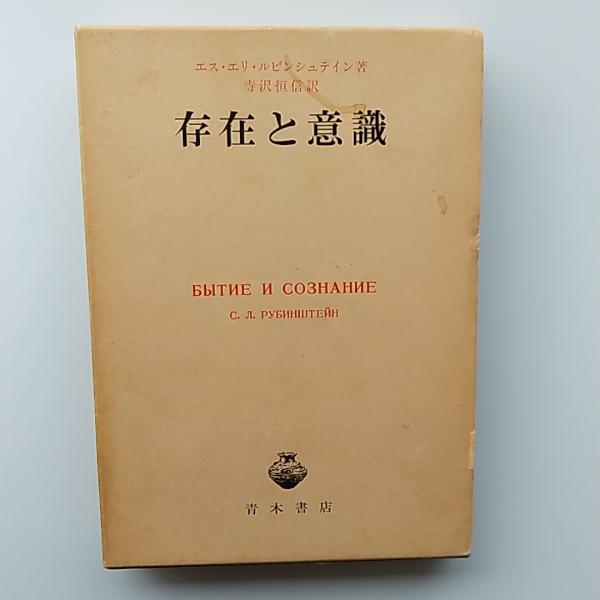 エス・エリ・ルビンシュテイン著
寺沢恒信訳
存在と意識
БЫТИЕ И СОЗНАНИЕ
С. Л. РУБИНШТЕЙН
青木書店